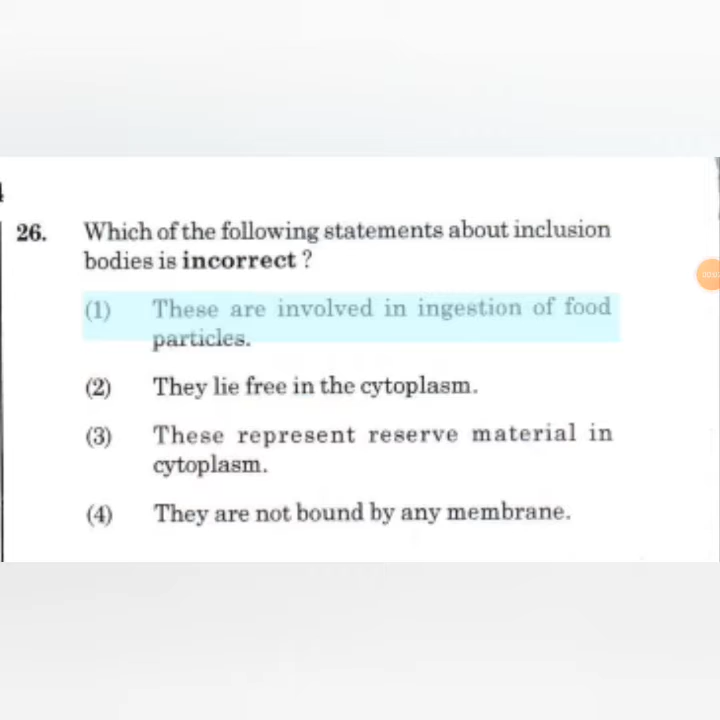 26. Which of the following statements about inclusion
bodies is incorrect ?
(1) These are involved in ingestion of food
particles.
(2) They lie free in the cytoplasm.
(3) These represent reserve material in
cytoplasm.
(4) They are not bound by any membrane.